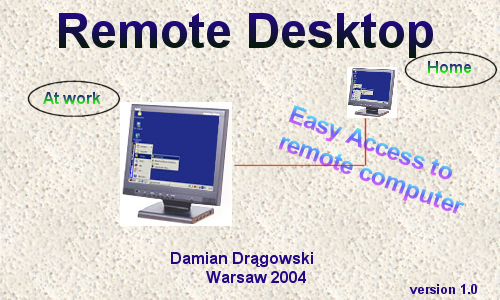 Remote Desktop
Home
At work
Easy Access to
remote computer
Damian Drągowski
Warsaw 2004
version 1.0